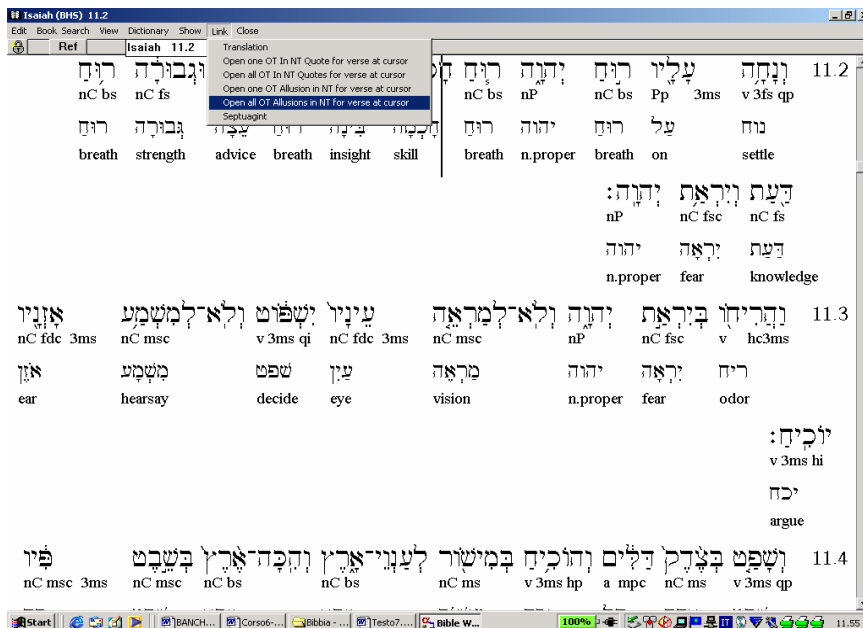 Isaiah (BHS) 11.2
Edit Book Search View Dictionary Show Link Close
Ref Isaiah 11.2
Translation
Open one OT In NT Quote for verse at cursor
Open all OT In NT Quotes for verse at cursor
Open one OT Allusion in NT for verse at cursor
Open all OT Allusions in NT for verse at cursor
Septuagint
11.2 וְנָחָ֥ה עָלָ֖יו ר֣וּחַ יְהוָ֑ה ר֧וּחַ וּגְבוּרָ֔ה ר֥וּחַ
nC bs nC fs nC bs nP nC bs Pp 3ms v 3fs qp
נוח עַל רוּחַ יהוה רוּחַ חָכְמָה בִּינָה רוּחַ עֵצָה גְּבוּרָה רוּחַ
breath strength advice breath insight skill breath n.proper breath on settle
דַּ֖עַת וְיִרְאַ֥ת יְהוָֽה׃
nP nC fsc nC fs
דַּעַת יִרְאָה יהוה
n.proper fear knowledge
11.3 וַהֲרִיח֖וֹ בְּיִרְאַ֣ת יְהוָ֑ה וְלֹֽא־לְמַרְאֵ֤ה עֵינָיו֙ יִשְׁפּ֔וֹט וְלֹֽא־לְמִשְׁמַ֥ע אָזְנָ֖יו
nC fdc 3ms nC msc v 3ms qi nC fdc 3ms nC msc nP nC fsc v hc3ms
ריח יִרְאָה יהוה מַרְאֶה עַיִן שׁפט מִשְׁמָע אֹזֶן
ear hearsay decide eye vision n.proper fear odor
יוֹכִֽיחַ׃
v 3ms hi
יכח
argue
11.4 וְשָׁפַ֤ט בְּצֶ֙דֶק֙ דַּלִּ֔ים וְהוֹכִ֥יחַ בְּמִישׁ֖וֹר לְעַנְוֵי־אָ֑רֶץ וְהִֽכָּה־אֶ֙רֶץ֙ בְּשֵׁ֣בֶט פִּ֔יו
nC msc 3ms nC msc nC bs nC bs nC ms v 3ms hp a mpc nC ms v 3ms qp
Start BANCH... Corso6-... Bibbia - ... Testo7.... Bible W... 100% IT 11.55